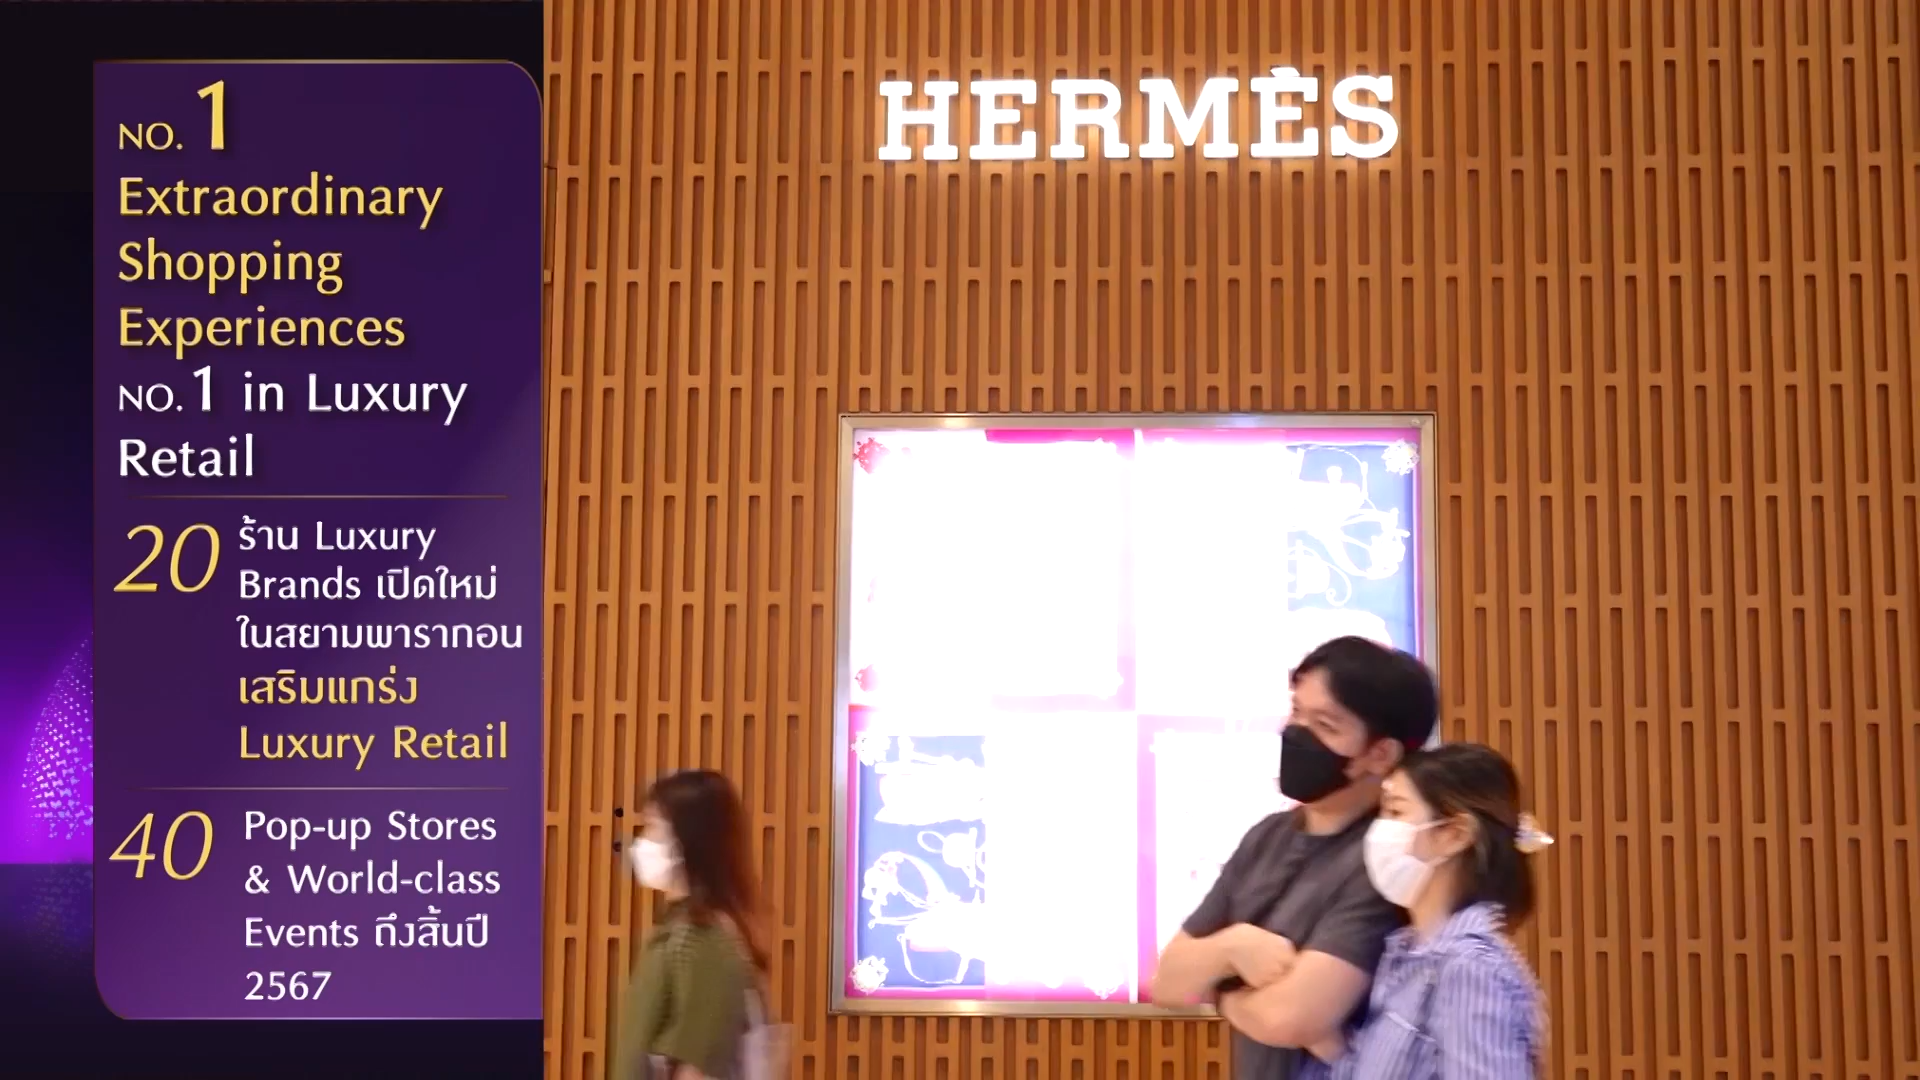 NO. 1
Extraordinary
Shopping
Experiences
NO. 1 in Luxury
Retail
20
ร้าน Luxury
Brands เปิดใหม่
ในสยามพารากอน
เสริมแกร่ง
Luxury Retail
40
Pop-up Stores
& World-class
Events ถึงสิ้นปี
2567
HERMÈS